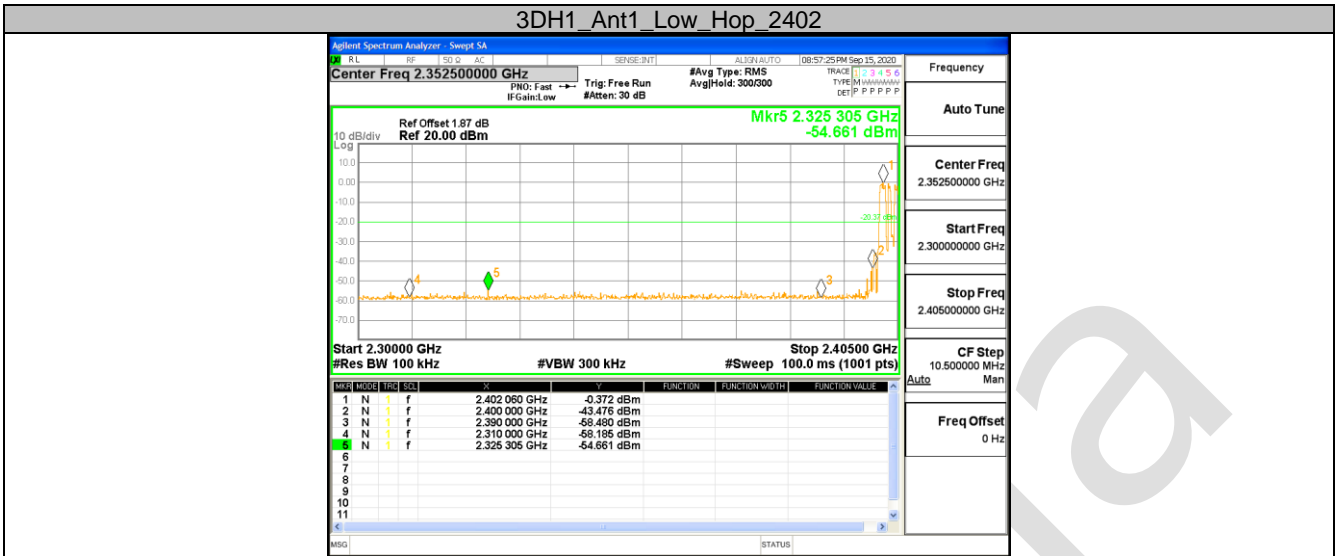 3DH1_Ant1_Low_Hop_2402
Agilent Spectrum Analyzer - Swept SA
RL RF 50 Ω AC SENSE:INT ALIGN AUTO 08:57:25 PM Sep 15, 2020
Center Freq 2.352500000 GHz
PNO: Fast
IFGain:Low
Trig: Free Run
#Atten: 30 dB
#Avg Type: RMS
Avg|Hold: 300/300
TRACE 1 2 3 4 5 6
TYPE M
DET P P P P P P
Mkr5 2.325 305 GHz
-54.661 dBm
Ref Offset 1.87 dB
10 dB/div Ref 20.00 dBm
Log
10.0
0.00
-10.0
-20.0
-30.0
-40.0
-50.0
-60.0
-70.0
-20.37 dBm
1
2
3
4
5
Start 2.30000 GHz Stop 2.40500 GHz
#Res BW 100 kHz #VBW 300 kHz #Sweep 100.0 ms (1001 pts)
MKR MODE TRC SCL X Y FUNCTION FUNCTION WIDTH FUNCTION VALUE
1 N 1 f 2.402 060 GHz -0.372 dBm
2 N 1 f 2.400 000 GHz -43.476 dBm
3 N 1 f 2.390 000 GHz -58.480 dBm
4 N 1 f 2.310 000 GHz -58.185 dBm
5 N 1 f 2.325 305 GHz -54.661 dBm
6
7
8
9
10
11
MSG STATUS
Frequency
Auto Tune
Center Freq
2.352500000 GHz
Start Freq
2.300000000 GHz
Stop Freq
2.405000000 GHz
CF Step
10.500000 MHz
Auto Man
Freq Offset
0 Hz